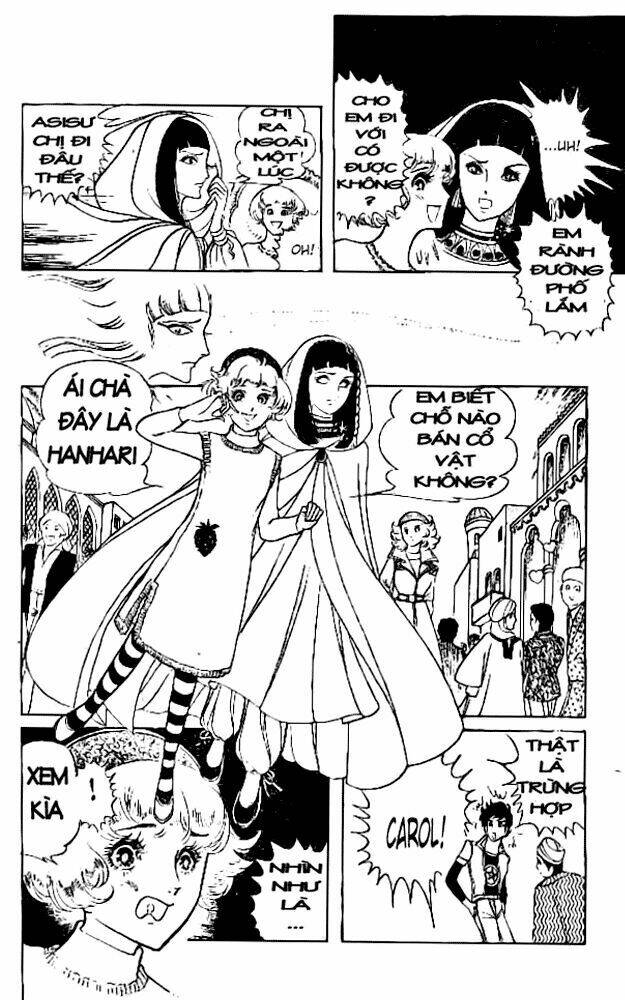 ASISƯ
CHỊ ĐI
ĐÂU
THẾ?
CHỊ
RA
NGOÀI
MỘT
LÚC
OH!
CHO
EM ĐI
VỚI
CÓ
ĐƯỢC
KHÔNG
?
...UH!
EM
RÀNH
ĐƯỜNG
PHỐ
LẮM
ÁI CHÀ
ĐÂY LÀ
HANHARI
EM BIẾT
CHỖ NÀO
BÁN CỔ
VẬT
KHÔNG?
XEM
KÌA
!
NHÌN
NHƯ
LÀ
...
CAROL!
THẬT
LÀ
TRÙNG
HỢP